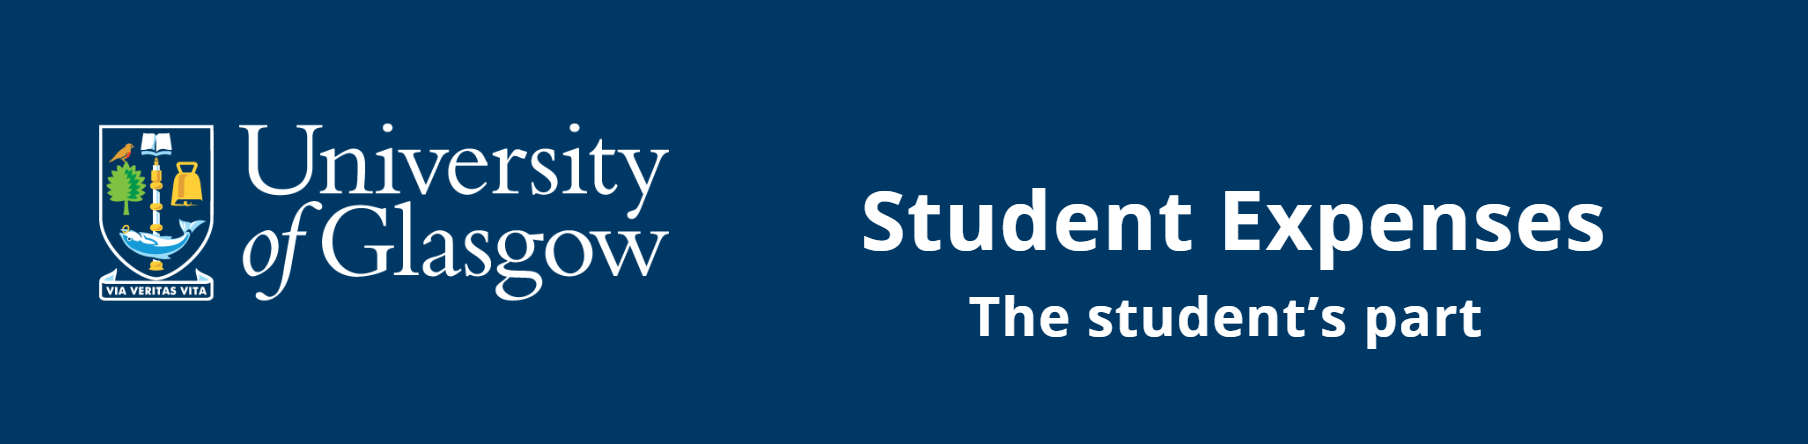 VIA VERITAS VITA
University
of Glasgow
Student Expenses
The student’s part